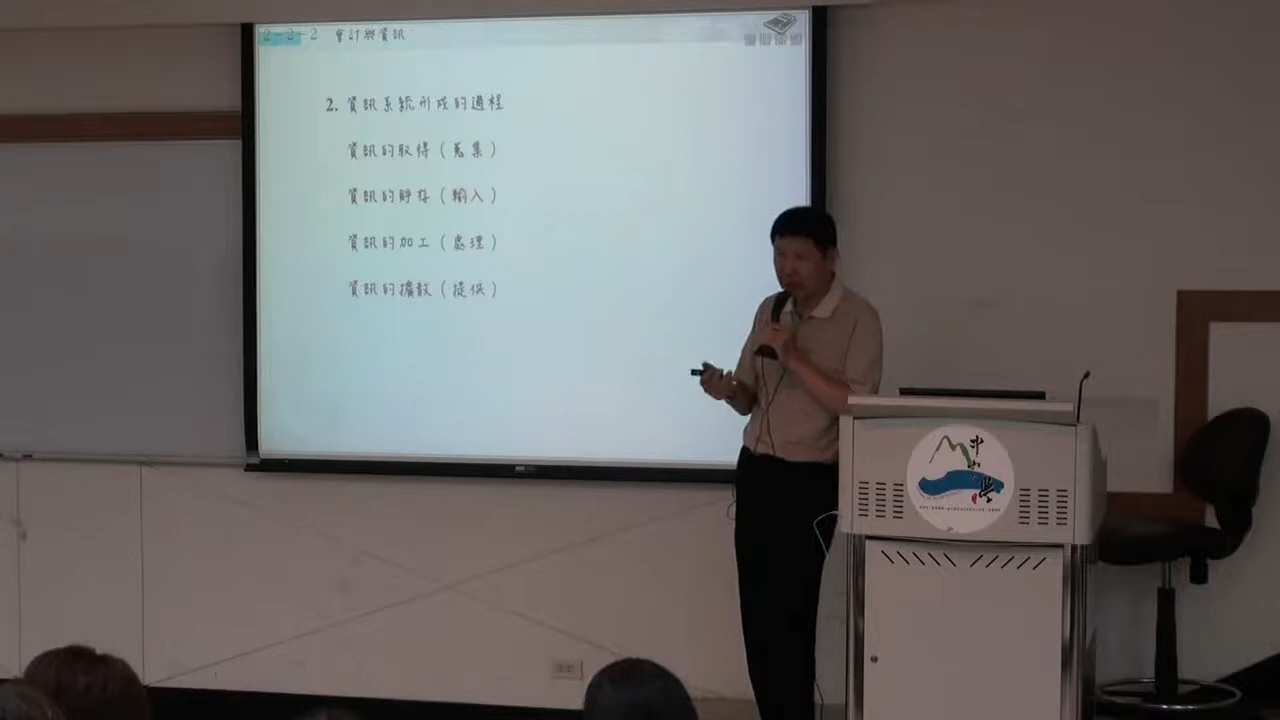 2-2-2 會計與資訊
2. 資訊系統形成的過程
資訊的取得(蒐集)
資訊的貯存(輸入)
資訊的加工(處理)
資訊的擴散(提供)